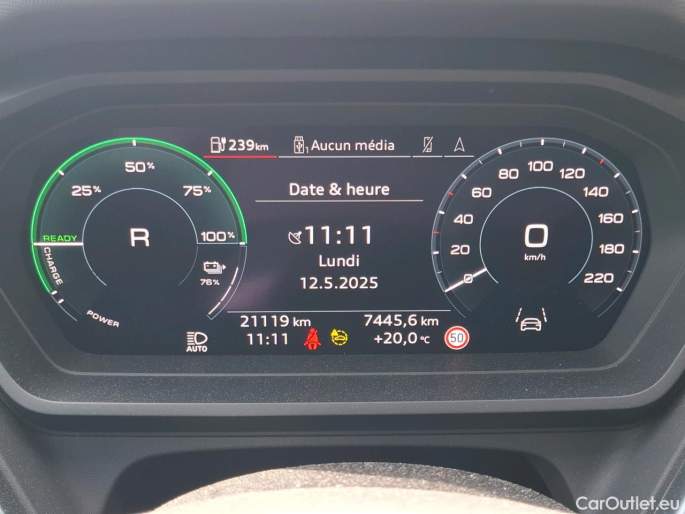 239km
1 Aucun média
Date & heure
11:11
Lundi
12.5.2025
21119 km
7445,6 km
11:11
+20,0 °C
50
25%
50%
75%
100%
READY
CHARGE
POWER
R
76%
AUTO
0
20
40
60
80
100
120
140
160
180
220
0
km/h
CarOutlet.eu